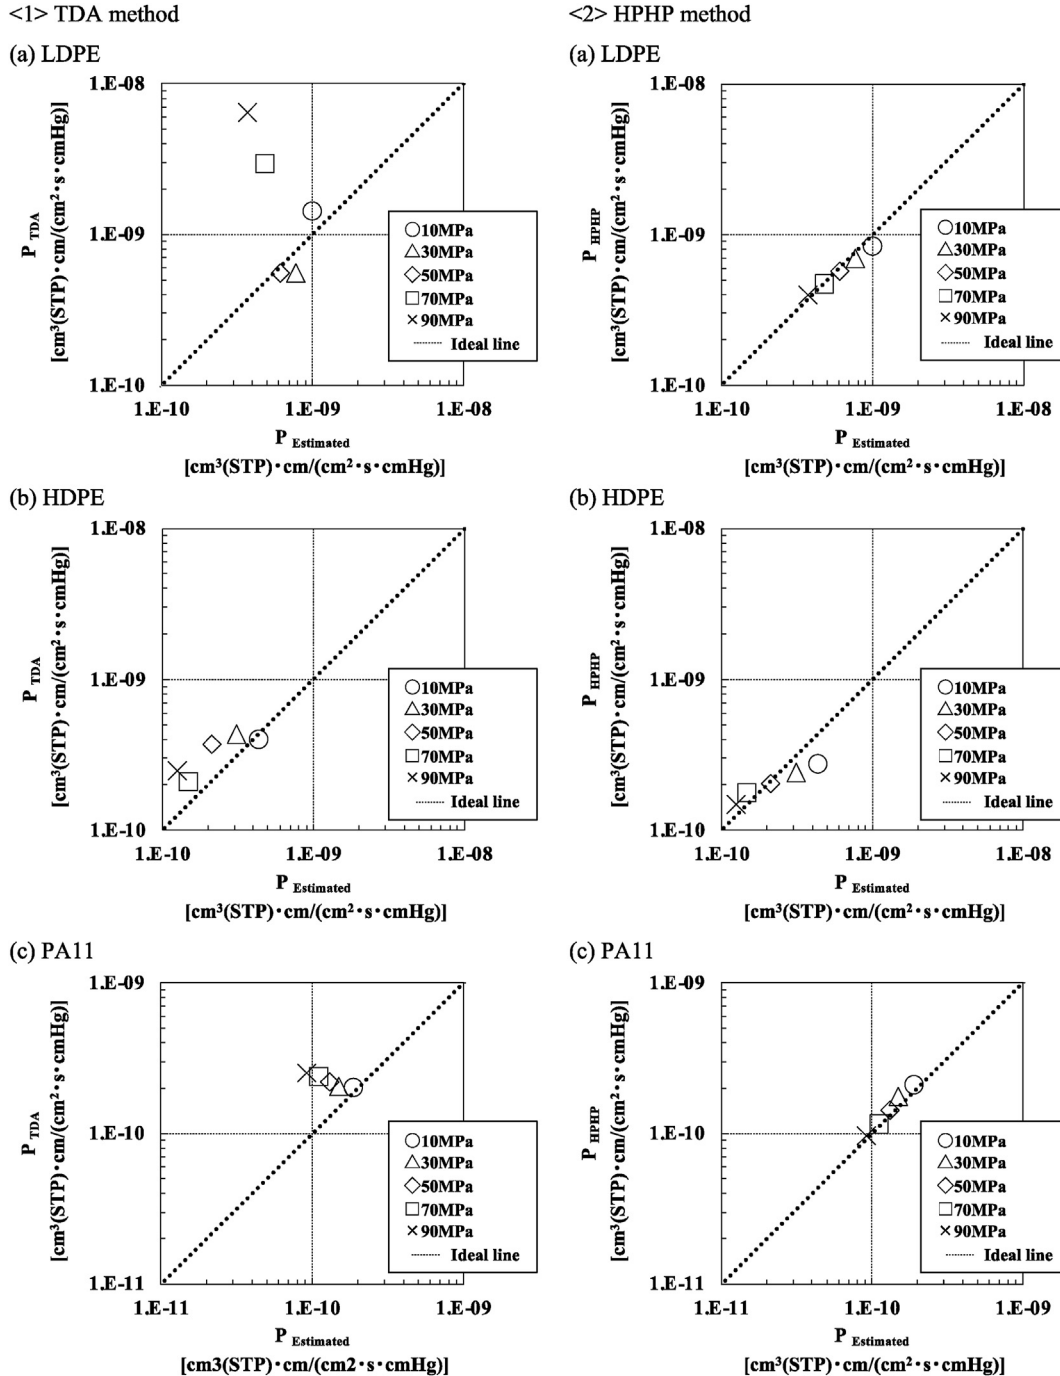 <1> TDA method
(a) LDPE
P TDA
[cm³(STP)・cm/(cm²・s・cmHg)]
1.E-08
1.E-09
1.E-10
1.E-10 1.E-09 1.E-08
P Estimated
[cm³(STP)・cm/(cm²・s・cmHg)]
10MPa
30MPa
50MPa
70MPa
90MPa
Ideal line
<2> HPHP method
(a) LDPE
P HPHP
[cm³(STP)・cm/(cm²・s・cmHg)]
1.E-08
1.E-09
1.E-10
1.E-10 1.E-09 1.E-08
P Estimated
[cm³(STP)・cm/(cm²・s・cmHg)]
10MPa
30MPa
50MPa
70MPa
90MPa
Ideal line
(b) HDPE
P TDA
[cm³(STP)・cm/(cm²・s・cmHg)]
1.E-08
1.E-09
1.E-10
1.E-10 1.E-09 1.E-08
P Estimated
[cm³(STP)・cm/(cm²・s・cmHg)]
10MPa
30MPa
50MPa
70MPa
90MPa
Ideal line
(b) HDPE
P HPHP
[cm³(STP)・cm/(cm²・s・cmHg)]
1.E-08
1.E-09
1.E-10
1.E-10 1.E-09 1.E-08
P Estimated
[cm³(STP)・cm/(cm²・s・cmHg)]
10MPa
30MPa
50MPa
70MPa
90MPa
Ideal line
(c) PA11
P TDA
[cm³(STP)・cm/(cm²・s・cmHg)]
1.E-09
1.E-10
1.E-11
1.E-11 1.E-10 1.E-09
P Estimated
[cm3(STP)・cm/(cm2・s・cmHg)]
10MPa
30MPa
50MPa
70MPa
90MPa
Ideal line
(c) PA11
P HPHP
[cm³(STP)・cm/(cm²・s・cmHg)]
1.E-09
1.E-10
1.E-11
1.E-11 1.E-10 1.E-09
P Estimated
[cm³(STP)・cm/(cm²・s・cmHg)]
10MPa
30MPa
50MPa
70MPa
90MPa
Ideal line